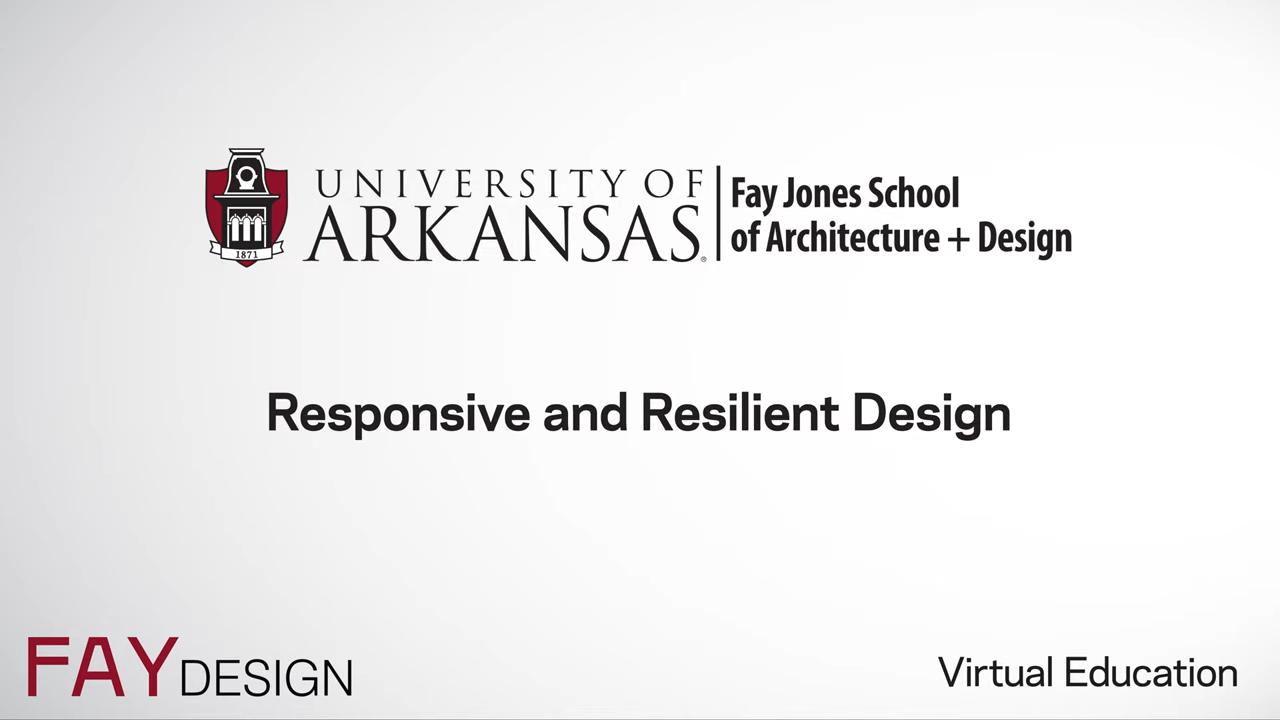 UNIVERSITY OF
ARKANSAS®
1871
Fay Jones School
of Architecture + Design
Responsive and Resilient Design
FAY DESIGN
Virtual Education